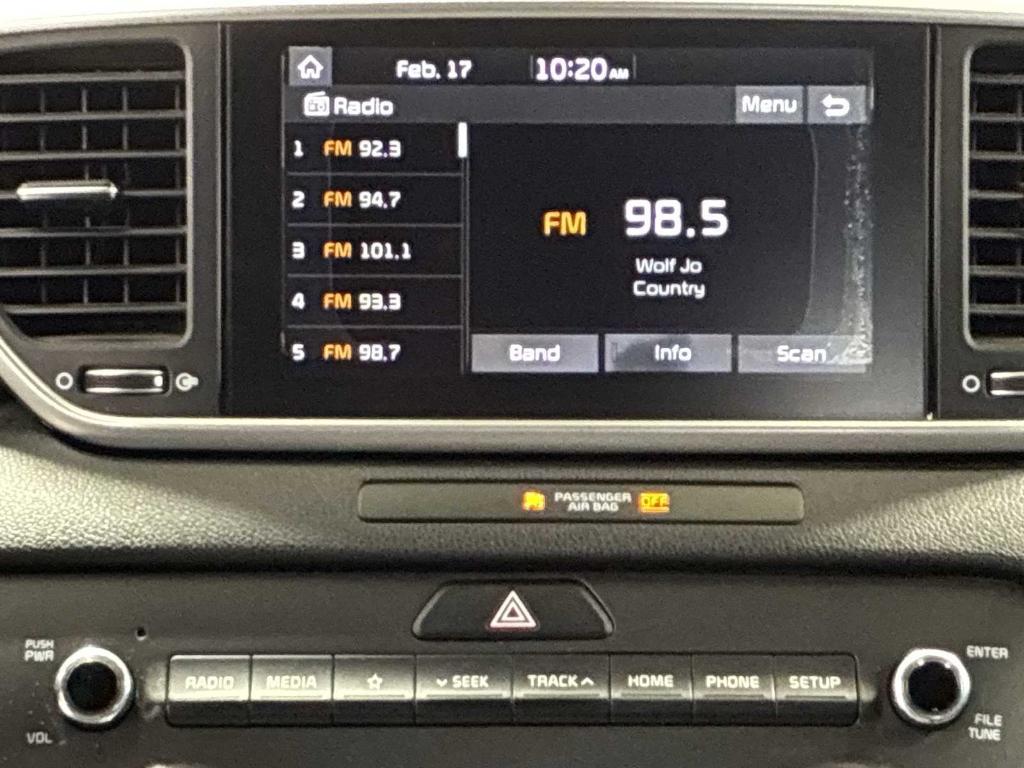 Feb. 17 10:20 AM
Radio Menu
1 FM 92.3
2 FM 94.7
3 FM 101.1
4 FM 93.3
5 FM 98.7
FM 98.5
Wolf Jo
Country
Band Info Scan
PASSENGER
AIR BAG
OFF
PUSH
PWR
VOL
RADIO MEDIA SEEK TRACK HOME PHONE SETUP
ENTER
FILE
TUNE